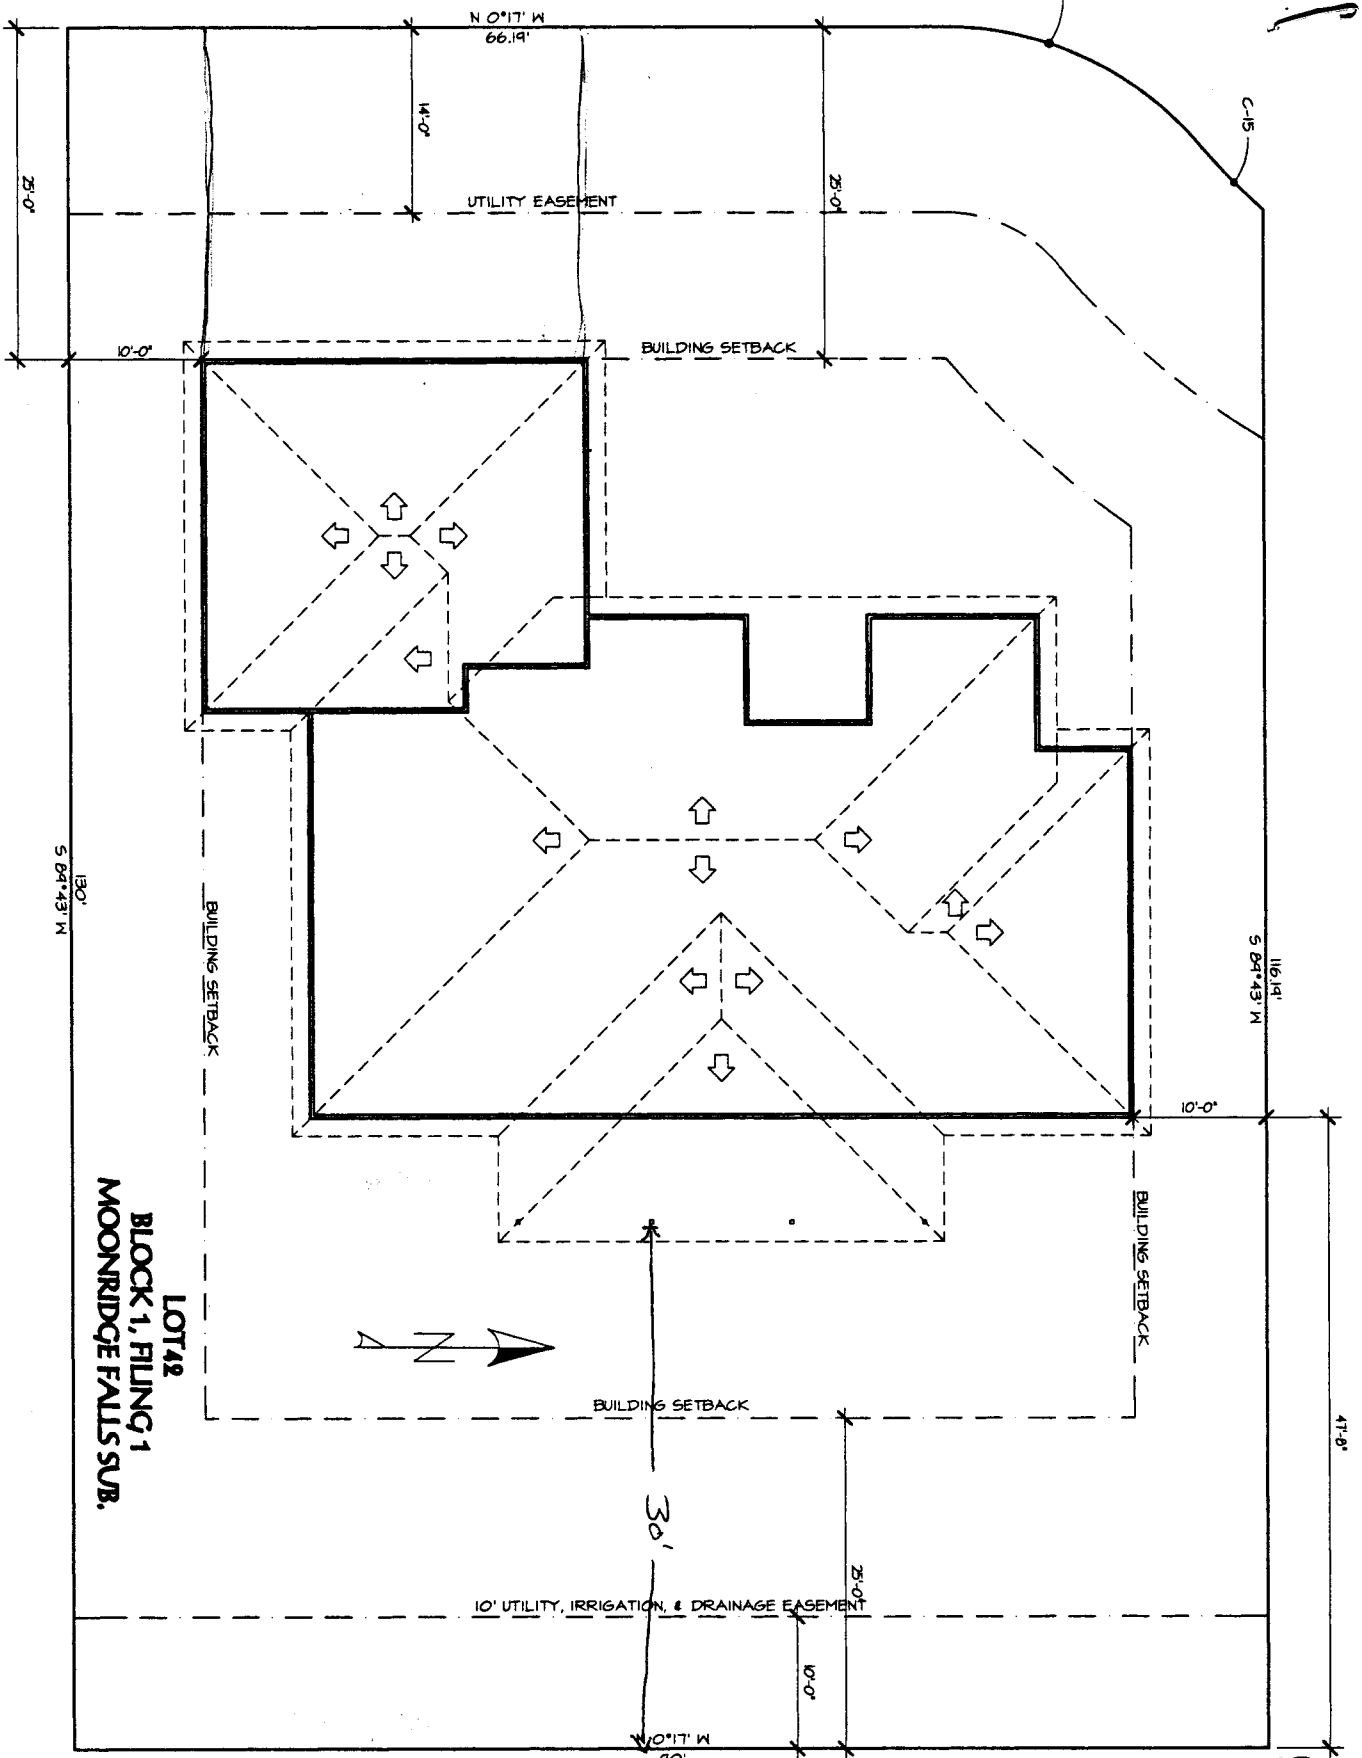 N 0°17' W
66.19'
C-15
14'-0"
25'-0"
25'-0"
UTILITY EASEMENT
BUILDING SETBACK
10'-0"
130'
S 89°43' W
BUILDING SETBACK
116.19'
S 89°43' W
10'-0"
BUILDING SETBACK
LOT 42
BLOCK 1, FILING 1
MOONRIDGE FALLS SUB.
N
BUILDING SETBACK
47'-8"
30'
25'-0"
10' UTILITY, IRRIGATION, & DRAINAGE EASEMENT
10'-0"
0°17' W